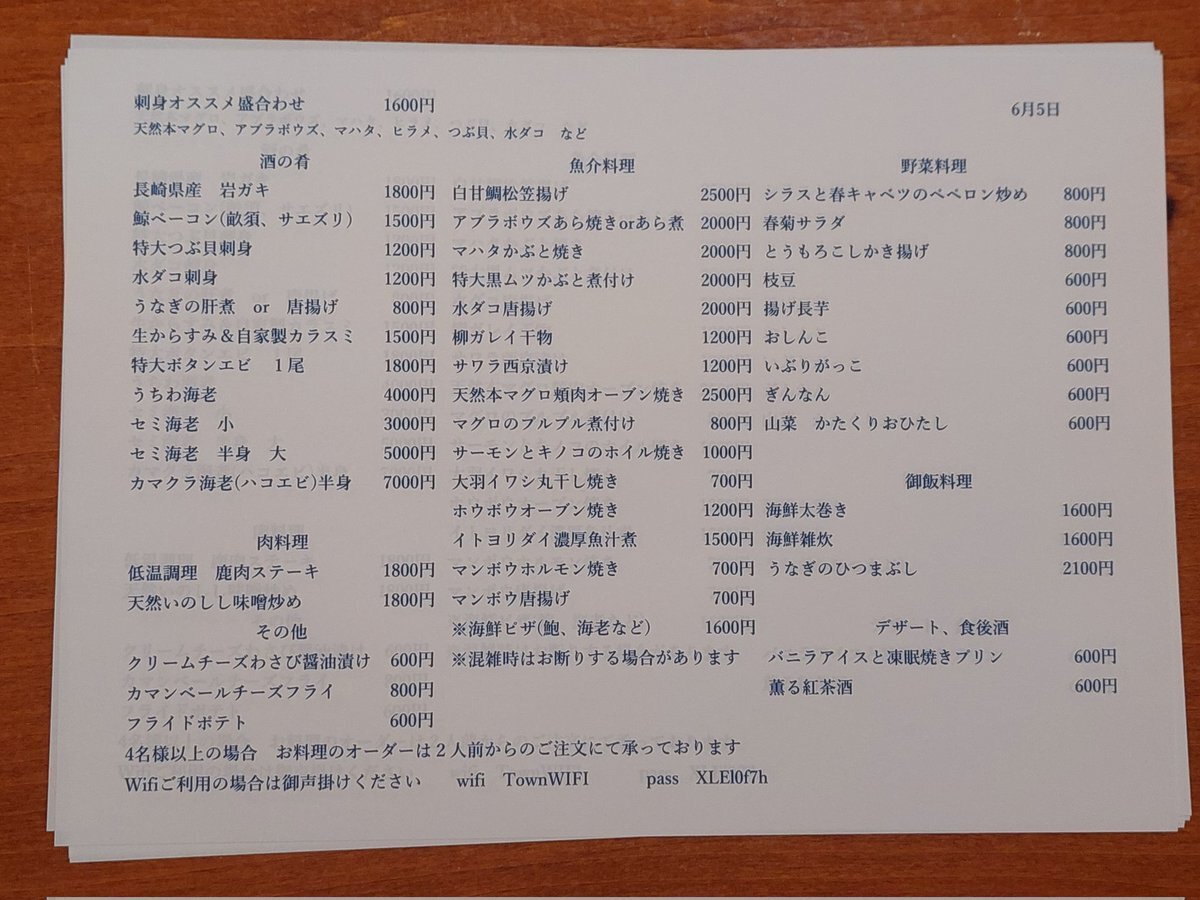 刺身オススメ盛合わせ 1600円
6月5日
天然本マグロ、アブラボウズ、マハタ、ヒラメ、つぶ貝、水ダコ など
酒の肴
長崎県産 岩ガキ 1800円
鯨ベーコン(畝須、サエズリ) 1500円
特大つぶ貝刺身 1200円
水ダコ刺身 1200円
うなぎの肝煮 or 唐揚げ 800円
生からすみ&自家製カラスミ 1500円
特大ボタンエビ 1尾 1800円
うちわ海老 4000円
セミ海老 小 3000円
セミ海老 半身 大 5000円
カマクラ海老(ハコエビ)半身 7000円
肉料理
低温調理 鹿肉ステーキ 1800円
天然いのしし味噌炒め 1800円
その他
クリームチーズわさび醤油漬け 600円
カマンベールチーズフライ 800円
フライドポテト 600円
魚介料理
白甘鯛松笠揚げ 2500円
アブラボウズあら焼きorあら煮 2000円
マハタかぶと焼き 2000円
特大黒ムツかぶと煮付け 2000円
水ダコ唐揚げ 2000円
柳ガレイ干物 1200円
サワラ西京漬け 1200円
天然本マグロ頬肉オーブン焼き 2500円
マグロのプルプル煮付け 800円
サーモンとキノコのホイル焼き 1000円
大羽イワシ丸干し焼き 700円
ホウボウオーブン焼き 1200円
イトヨリダイ濃厚魚汁煮 1500円
マンボウホルモン焼き 700円
マンボウ唐揚げ 700円
※海鮮ピザ(鮑、海老など) 1600円
※混雑時はお断りする場合があります
野菜料理
シラスと春キャベツのペペロン炒め 800円
春菊サラダ 800円
とうもろこしかき揚げ 800円
枝豆 600円
揚げ長芋 600円
おしんこ 600円
いぶりがっこ 600円
ぎんなん 600円
山菜 かたくりおひたし 600円
御飯料理
海鮮太巻き 1600円
海鮮雑炊 1600円
うなぎのひつまぶし 2100円
デザート、食後酒
バニラアイスと凍眠焼きプリン 600円
薫る紅茶酒 600円
4名様以上の場合 お料理のオーダーは2人前からのご注文にて承っております
Wifiご利用の場合は御声掛けください wifi TownWIFI pass XLEl0f7h